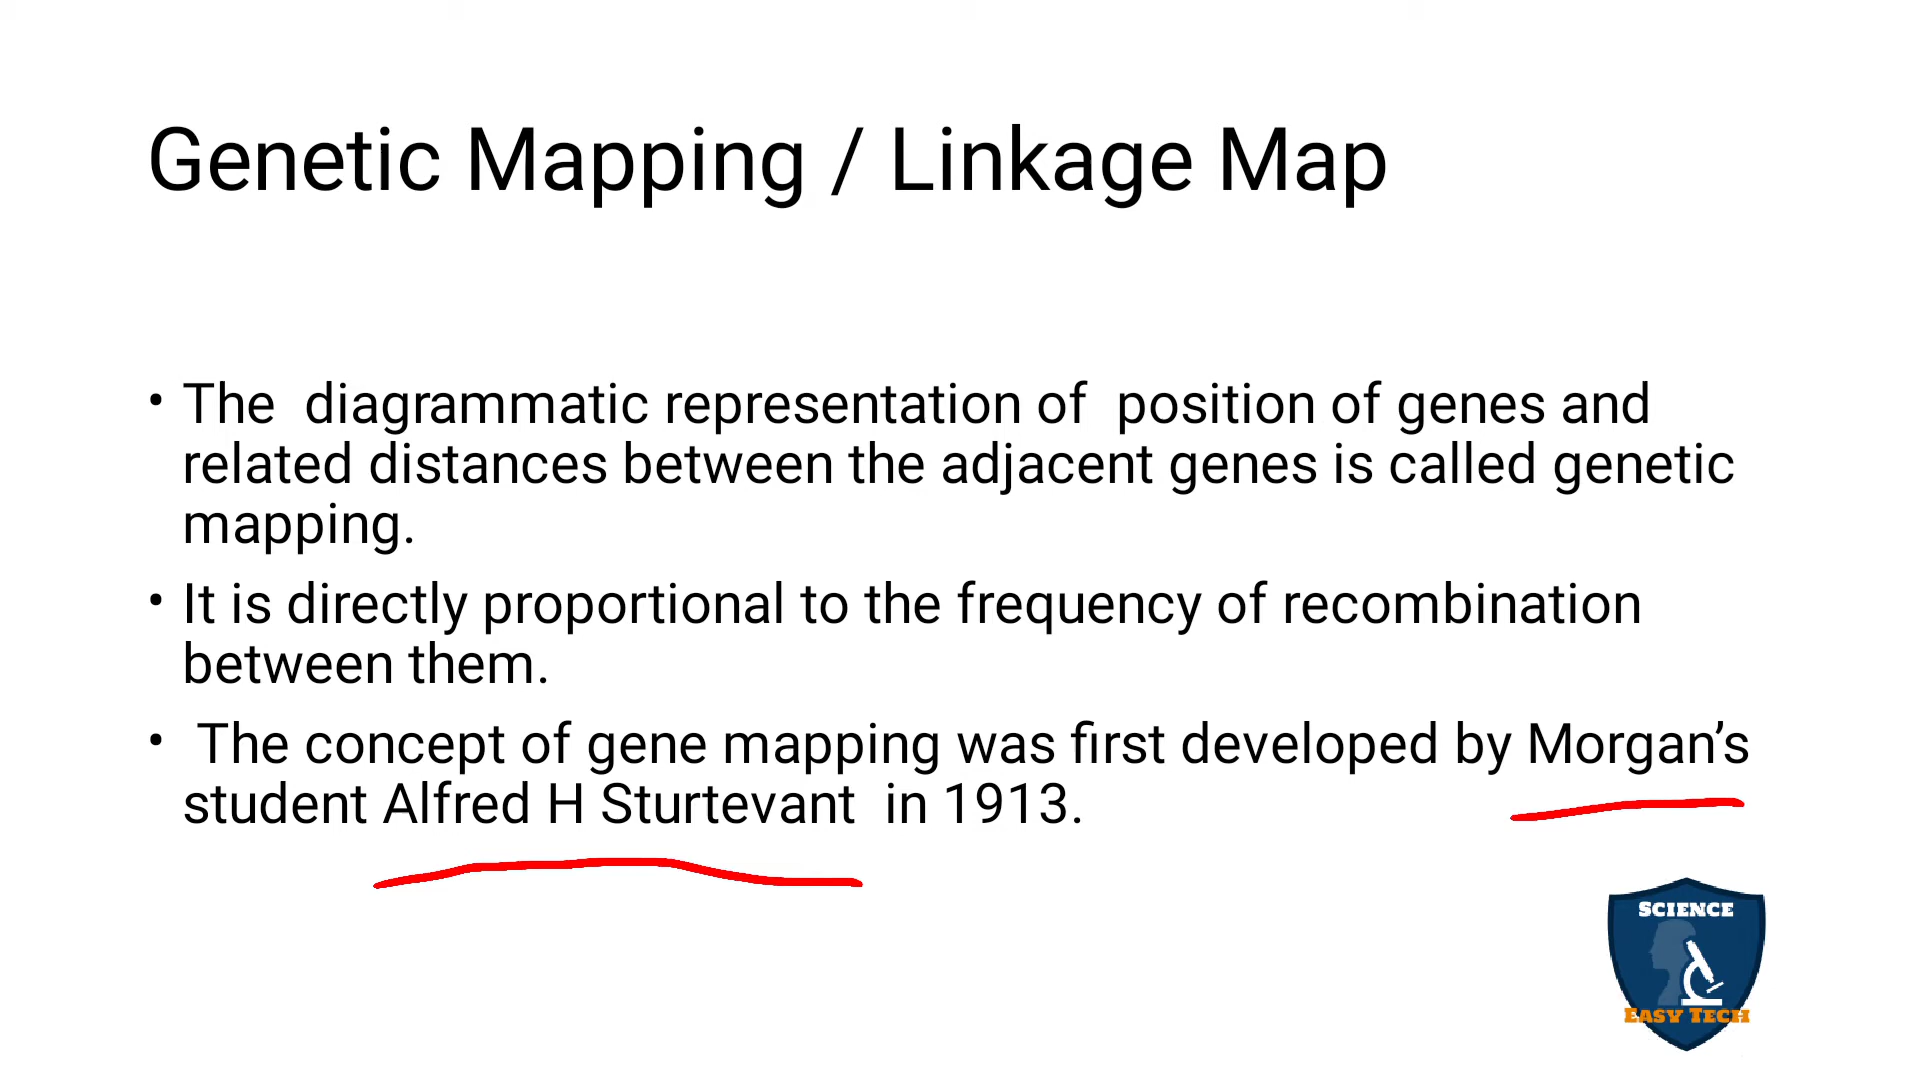 Genetic Mapping / Linkage Map
• The  diagrammatic representation of  position of genes and
related distances between the adjacent genes is called genetic
mapping.
• It is directly proportional to the frequency of recombination
between them.
•  The concept of gene mapping was first developed by Morgan’s
student Alfred H Sturtevant  in 1913.
SCIENCE
EASY TECH